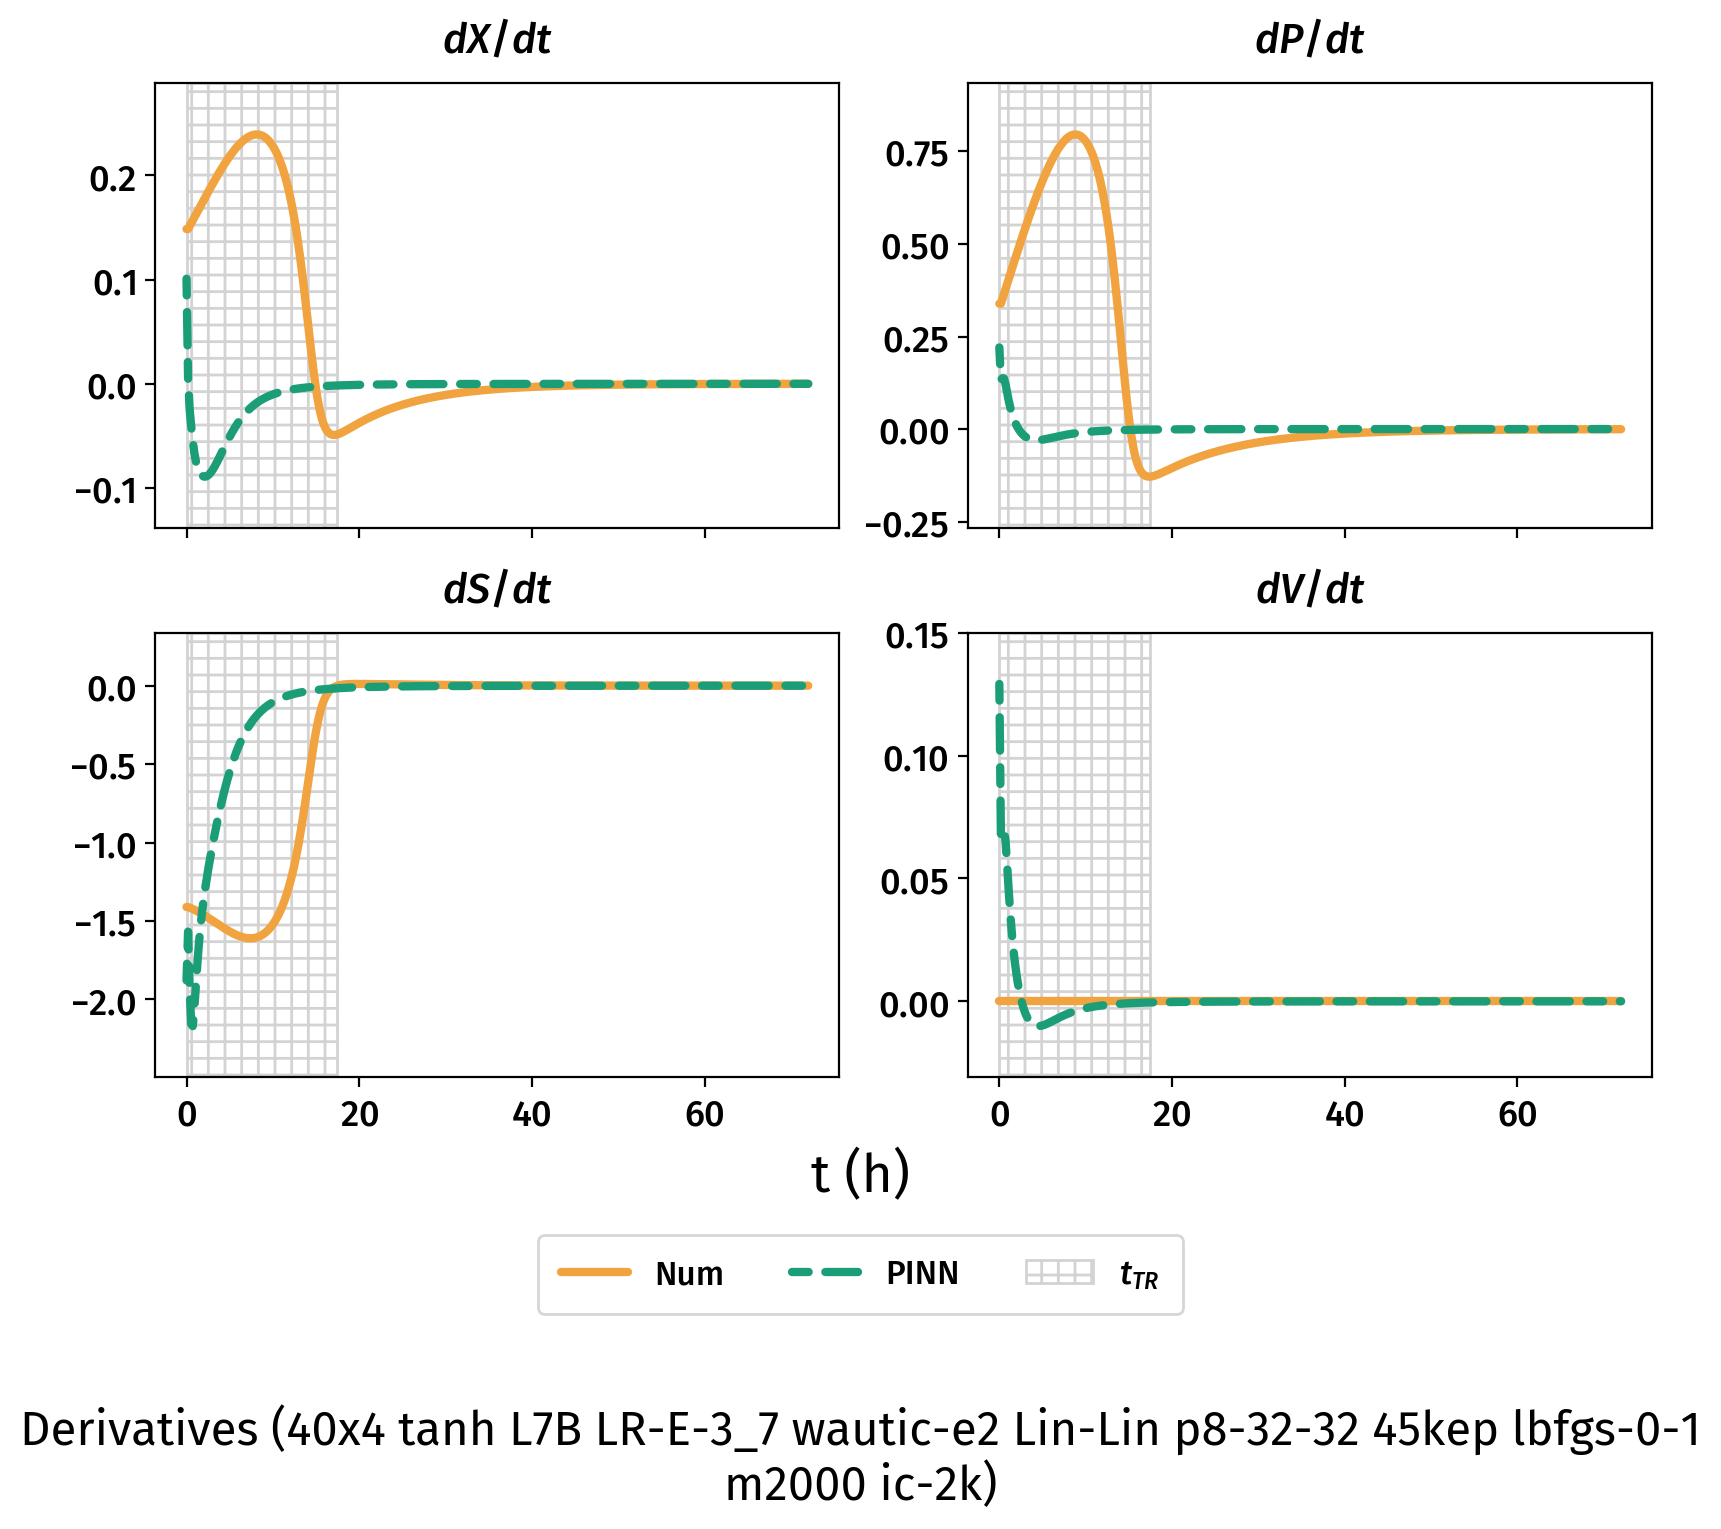 dX/dt
dP/dt
0.2
0.1
0.0
−0.1
0.75
0.50
0.25
0.00
−0.25
dS/dt
dV/dt
0.0
−0.5
−1.0
−1.5
−2.0
0.15
0.10
0.05
0.00
0 20 40 60
0 20 40 60
t (h)
Num PINN t_TR
Derivatives (40x4 tanh L7B LR-E-3_7 wautic-e2 Lin-Lin p8-32-32 45kep lbfgs-0-1
m2000 ic-2k)